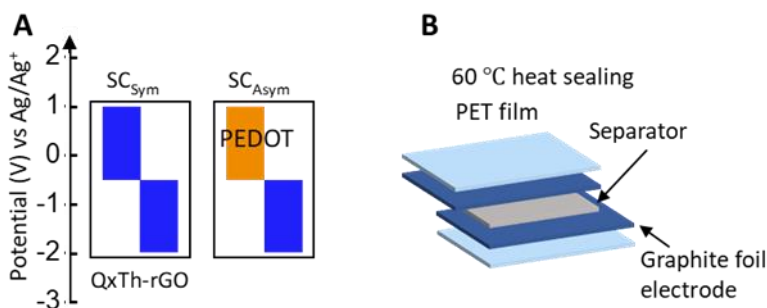 A
Potential (V) vs Ag/Ag⁺
2
1
0
-1
-2
-3
SC_Sym
SC_Asym
PEDOT
QxTh-rGO
B
60 ℃ heat sealing
PET film
Separator
Graphite foil
electrode